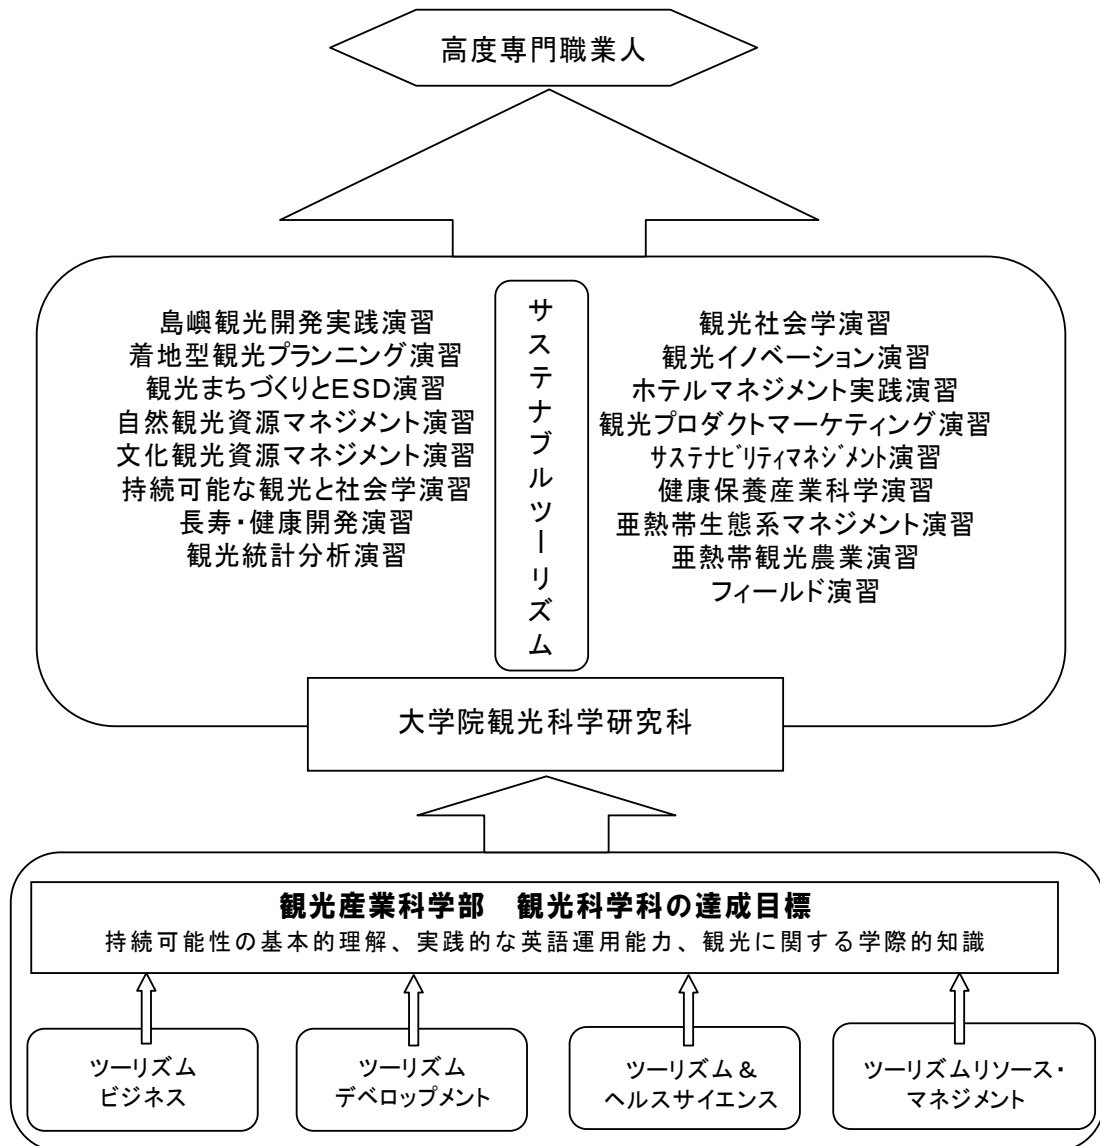 高度専門職業人
島嶼観光開発実践演習
着地型観光プランニング演習
観光まちづくりとESD演習
自然観光資源マネジメント演習
文化観光資源マネジメント演習
持続可能な観光と社会学演習
長寿・健康開発演習
観光統計分析演習
サステナブルツーリズム
観光社会学演習
観光イノベーション演習
ホテルマネジメント実践演習
観光プロダクトマーケティング演習
ｻｽﾃﾅﾋﾞﾘﾃｨﾏﾈｼﾞﾒﾝﾄ演習
健康保養産業科学演習
亜熱帯生態系マネジメント演習
亜熱帯観光農業演習
フィールド演習
大学院観光科学研究科
観光産業科学部　観光科学科の達成目標
持続可能性の基本的理解、実践的な英語運用能力、観光に関する学際的知識
ツーリズム
ビジネス
ツーリズム
デベロップメント
ツーリズム＆
ヘルスサイエンス
ツーリズムリソース・
マネジメント